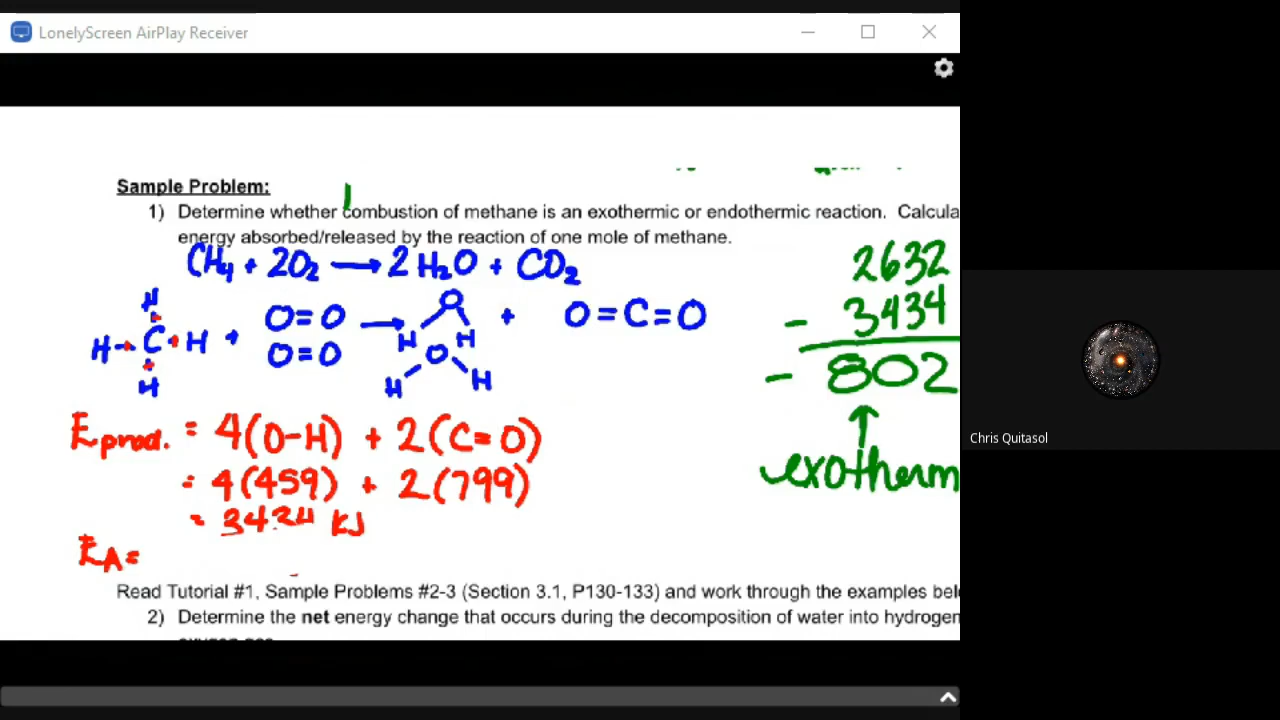 LonelyScreen AirPlay Receiver
Sample Problem:
1) Determine whether combustion of methane is an exothermic or endothermic reaction. Calcula
energy absorbed/released by the reaction of one mole of methane.
CH4 + 2O2 → 2H2O + CO2
H
H C H + O=O → O + O=C=O
O=O H H
H O
H H
2632
- 3434
- 802
↑
exotherm
Eprod. = 4(O-H) + 2(C=O)
= 4(459) + 2(799)
= 3434 kJ
EA=
Read Tutorial #1, Sample Problems #2-3 (Section 3.1, P130-133) and work through the examples bel
2) Determine the net energy change that occurs during the decomposition of water into hydrogen
Chris Quitasol